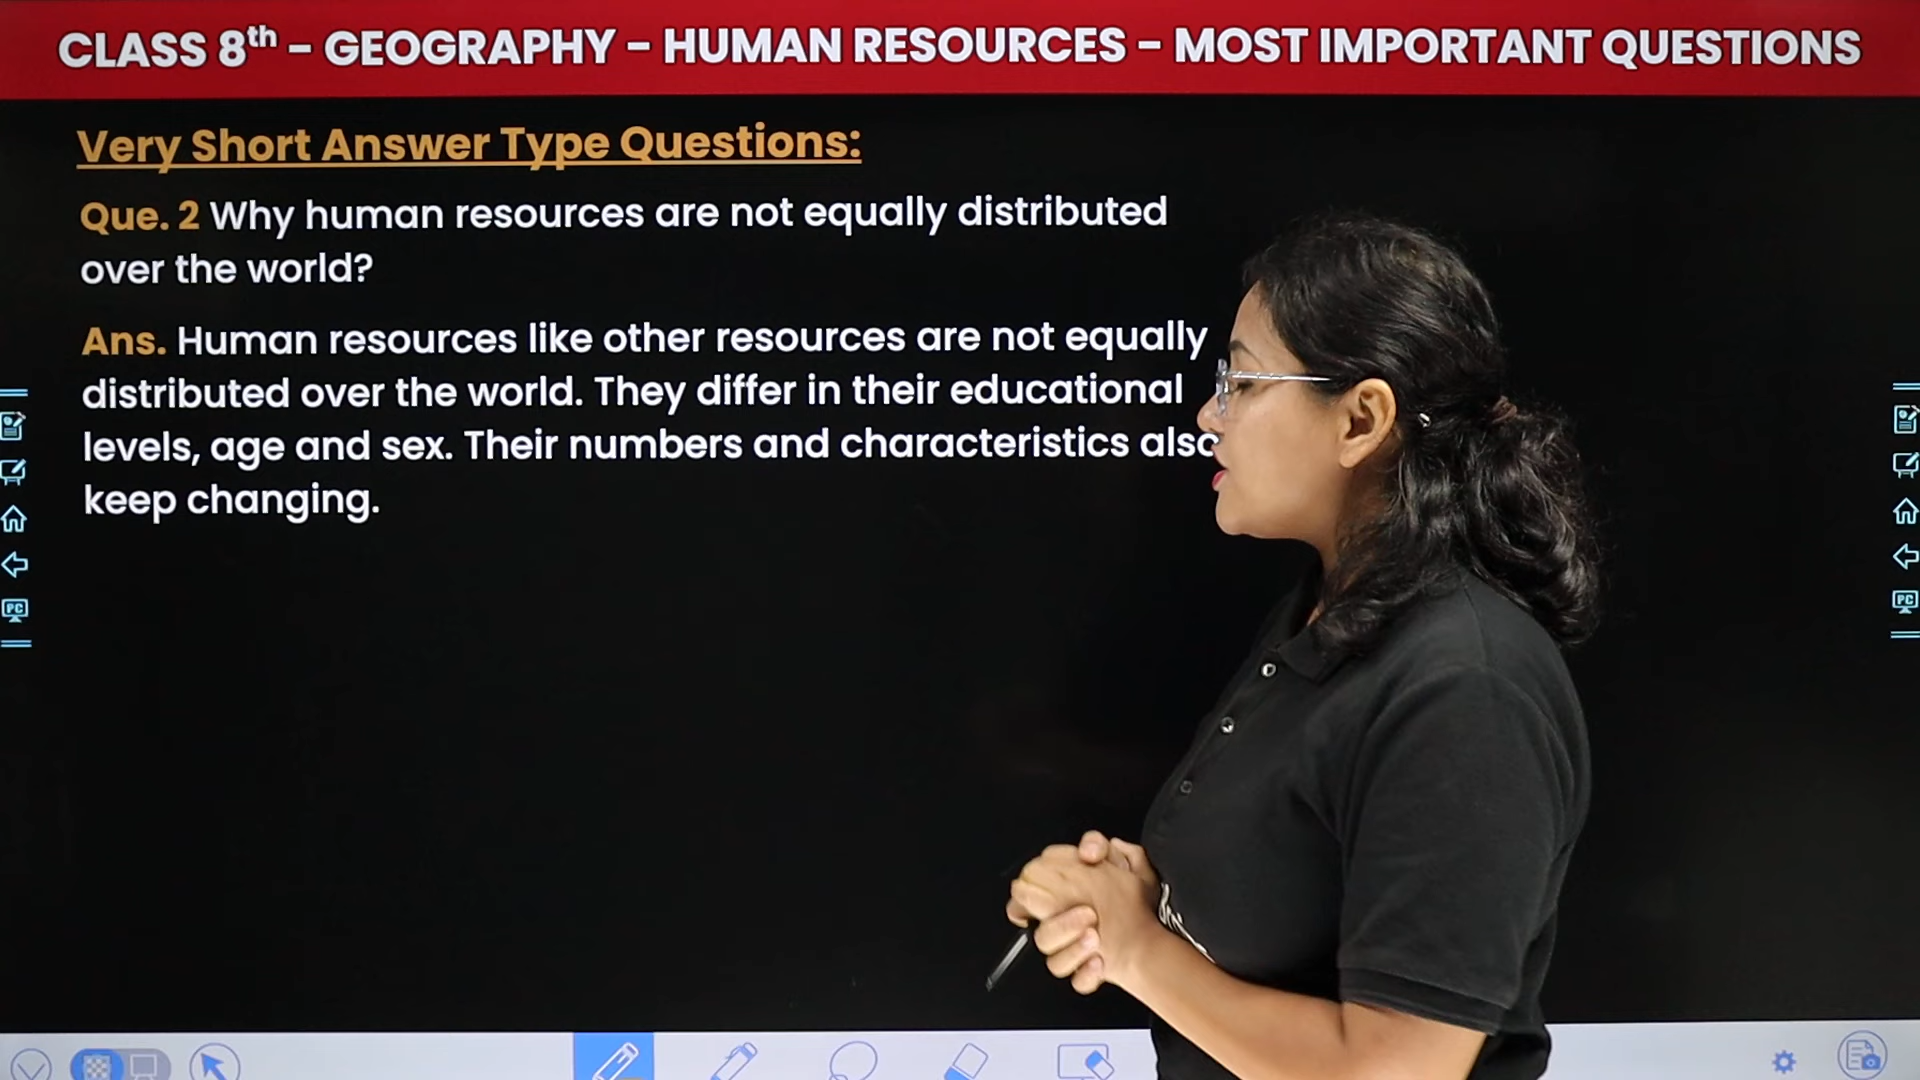 CLASS 8th – GEOGRAPHY – HUMAN RESOURCES – MOST IMPORTANT QUESTIONS
Very Short Answer Type Questions:
Que. 2 Why human resources are not equally distributed
over the world?
Ans. Human resources like other resources are not equally
distributed over the world. They differ in their educational
levels, age and sex. Their numbers and characteristics also
keep changing.
PC
PC